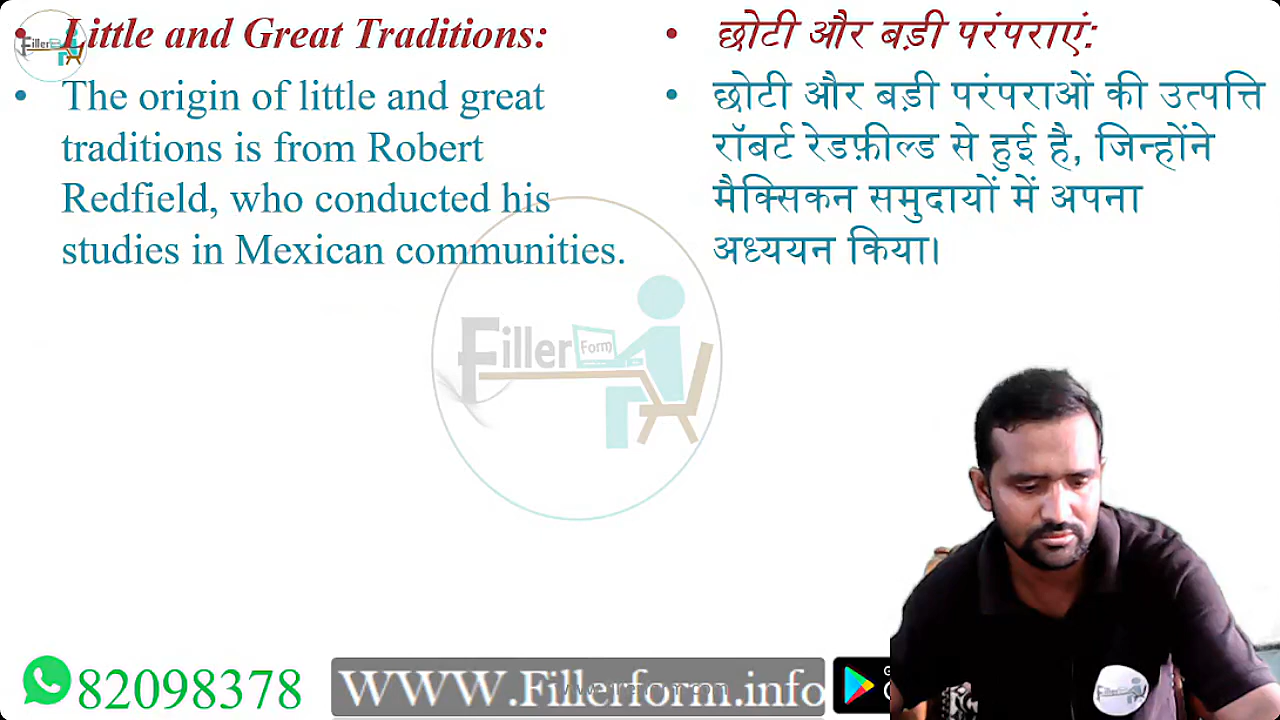 Little and Great Traditions:
The origin of little and great
traditions is from Robert
Redfield, who conducted his
studies in Mexican communities.
छोटी और बड़ी परंपराएं:
छोटी और बड़ी परंपराओं की उत्पत्ति
रॉबर्ट रेडफ़ील्ड से हुई है, जिन्होंने
मैक्सिकन समुदायों में अपना
अध्ययन किया।
Filler Form
82098378
WWW.Fillerform.info